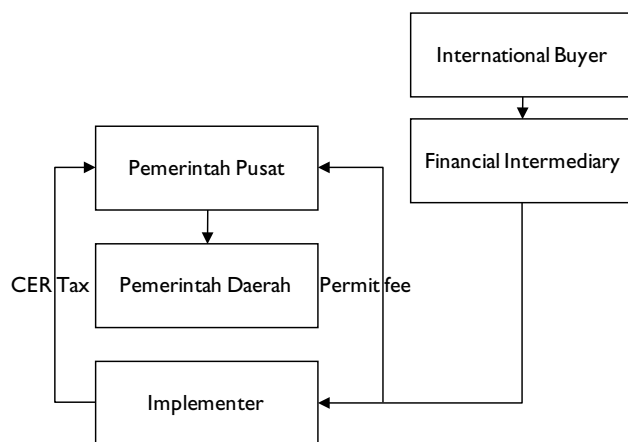 International Buyer
Financial Intermediary
Pemerintah Pusat
Pemerintah Daerah
CER Tax
Permit fee
Implementer